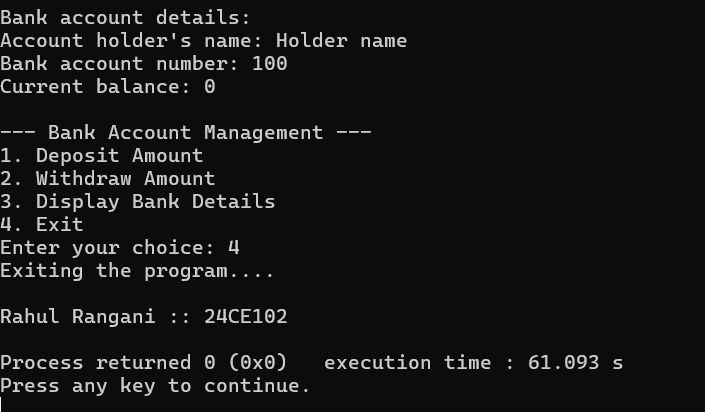 Bank account details:
Account holder's name: Holder name
Bank account number: 100
Current balance: 0
--- Bank Account Management ---
1. Deposit Amount
2. Withdraw Amount
3. Display Bank Details
4. Exit
Enter your choice: 4
Exiting the program....
Rahul Rangani :: 24CE102
Process returned 0 (0x0)   execution time : 61.093 s
Press any key to continue.